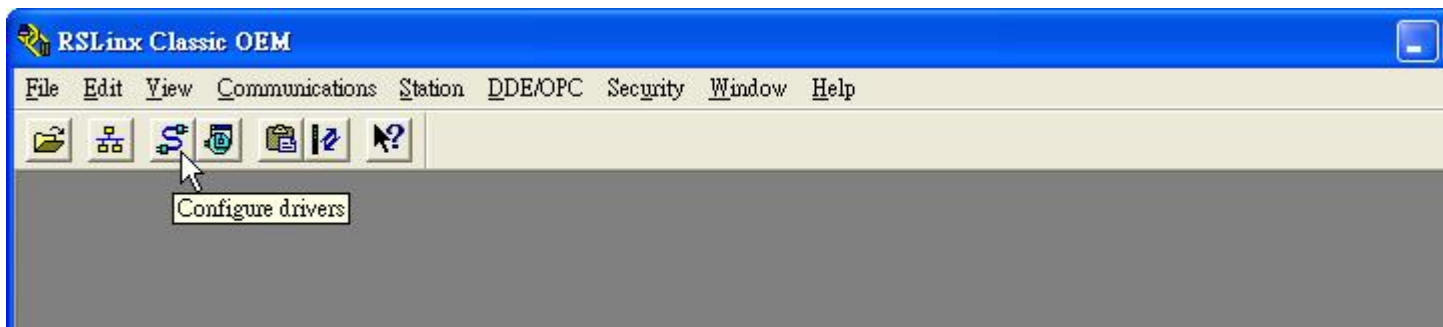 RSLinx Classic OEM
File Edit View Communications Station DDE/OPC Security Window Help
Configure drivers